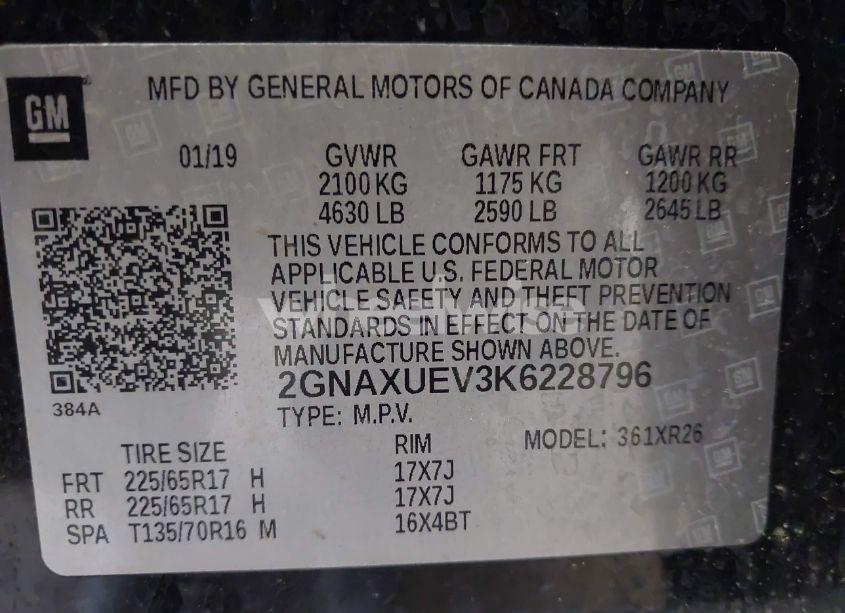 GM
MFD BY GENERAL MOTORS OF CANADA COMPANY
01/19 GVWR GAWR FRT GAWR RR
2100 KG 1175 KG 1200 KG
4630 LB 2590 LB 2645 LB
THIS VEHICLE CONFORMS TO ALL
APPLICABLE U.S. FEDERAL MOTOR
VEHICLE SAFETY AND THEFT PREVENTION
STANDARDS IN EFFECT ON THE DATE OF
MANUFACTURE SHOWN ABOVE.
2GNAXUEV3K6228796
384A
TYPE: M.P.V.
TIRE SIZE RIM MODEL: 361XR26
FRT 225/65R17 H 17X7J
RR 225/65R17 H 17X7J
SPA T135/70R16 M 16X4BT